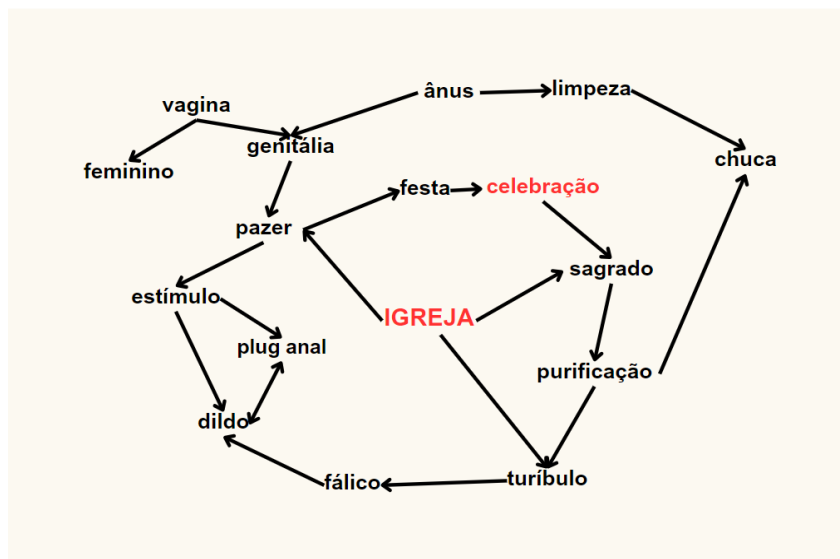 vagina
ânus
limpeza
genitália
feminino
chuca
festa
celebração
pazer
sagrado
estímulo
IGREJA
plug anal
purificação
dildo
fálico
turíbulo